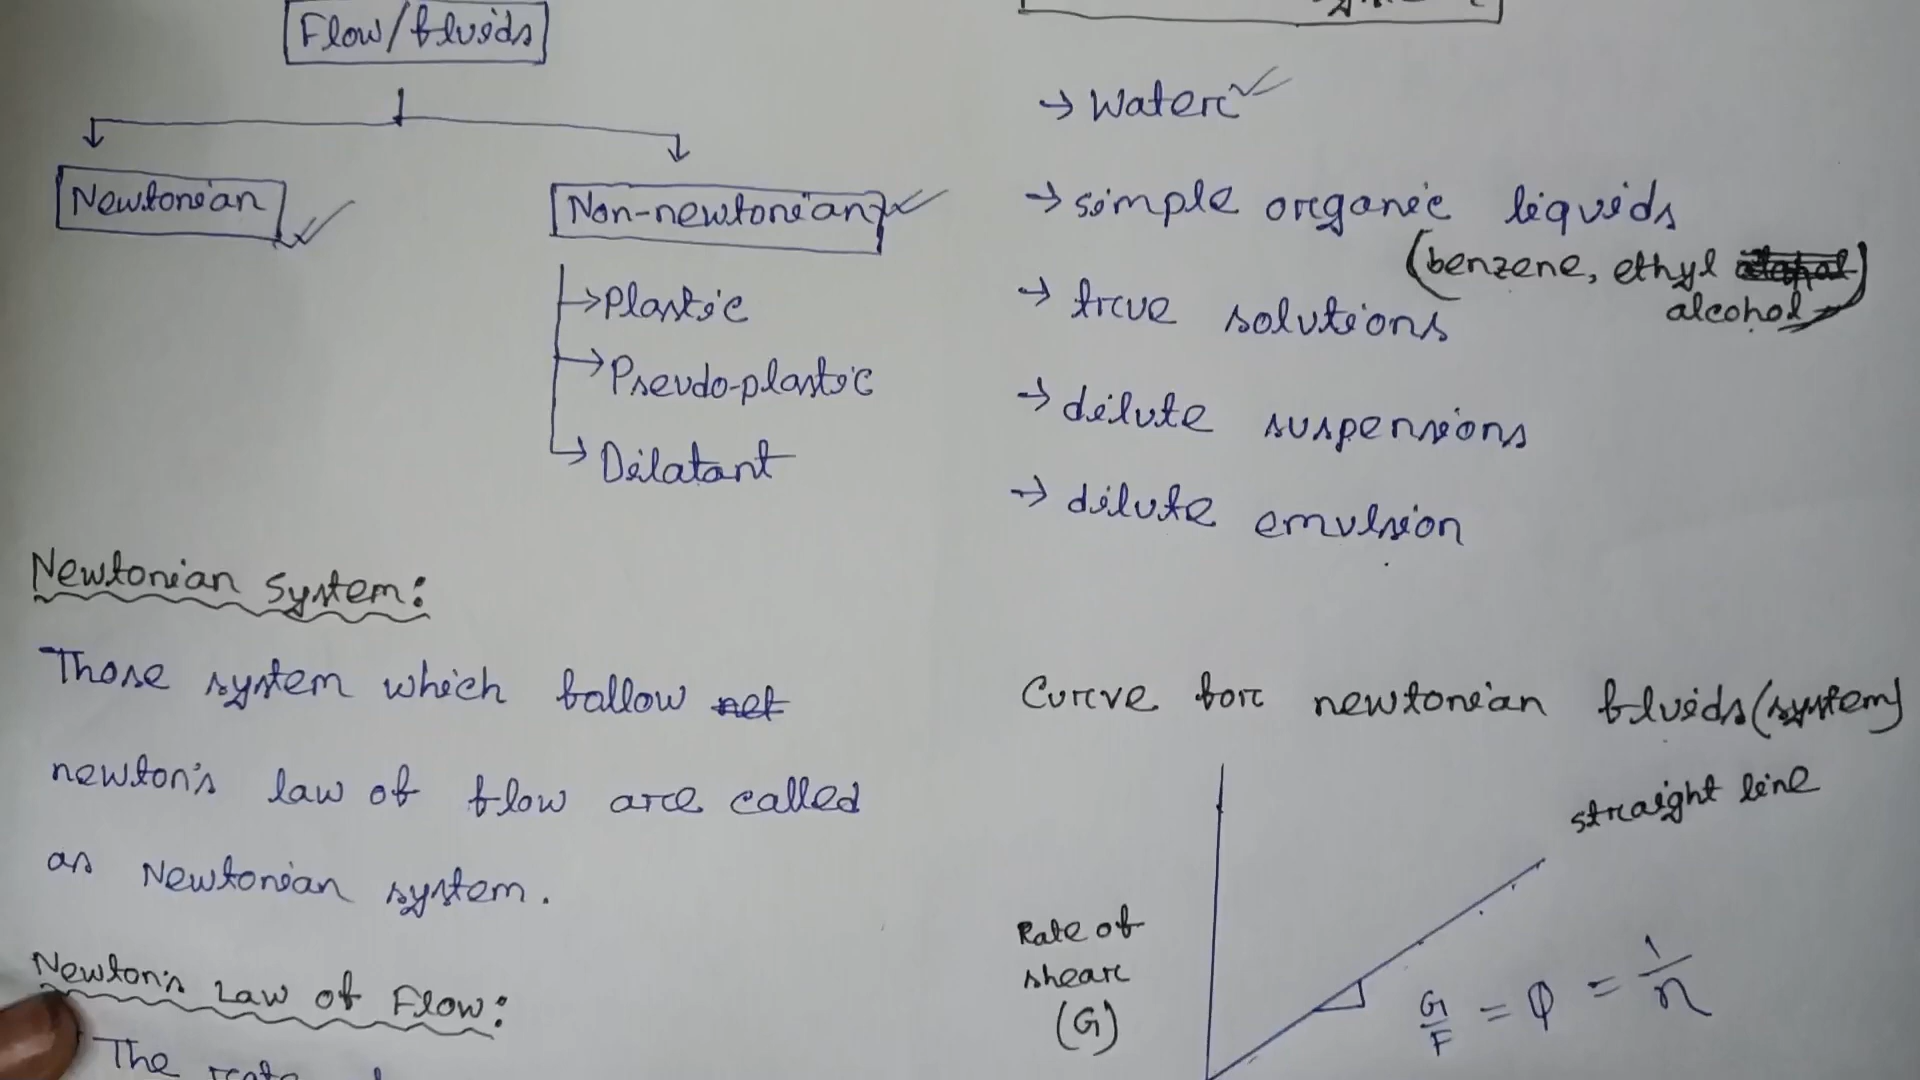 Flow/fluids
Newtonian
Non-newtonian
Plastic
Pseudo-plastic
Dilatant
Newtonian System:
Those system which follow net
newton's law of flow are called
as Newtonian system.
Newton's Law of Flow:
The
→ Water
→ simple organic liquids
(benzene, ethyl
alcohol)
→ true solutions
→ dilute suspensions
→ dilute emulsion
Curve for newtonian fluids(system)
straight line
Rate of
shear
(G)
G/F = φ = 1/η